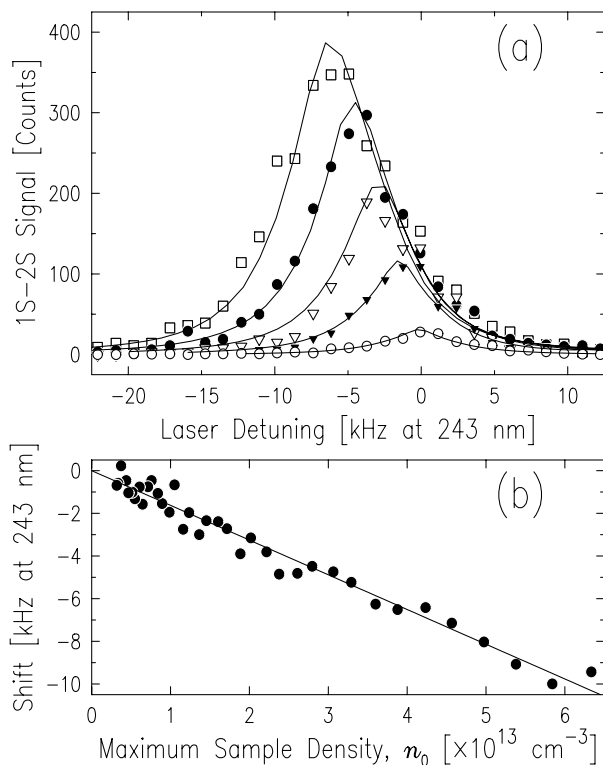 (a)
1S−2S Signal [Counts]
400
300
200
100
0
−20 −15 −10 −5 0 5 10
Laser Detuning [kHz at 243 nm]
(b)
Shift [kHz at 243 nm]
0
−2
−4
−6
−8
−10
0 1 2 3 4 5 6
Maximum Sample Density, n₀ [×10¹³ cm⁻³]